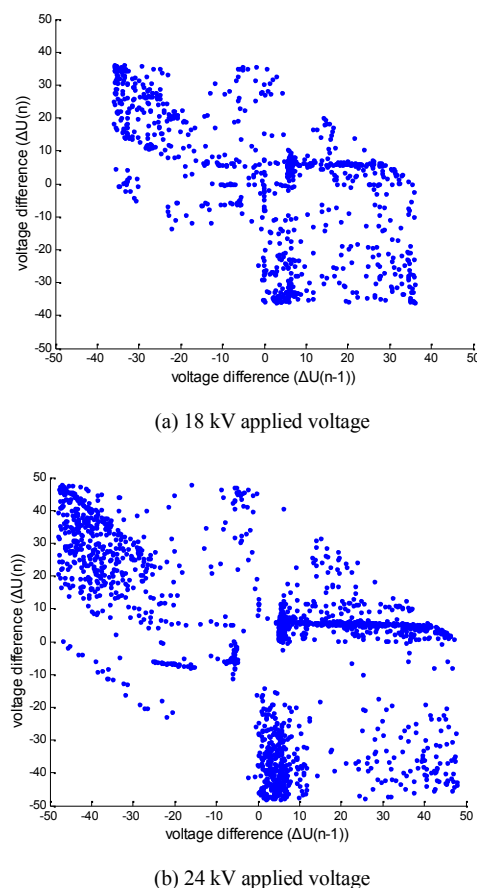 50
40
30
20
10
0
-10
-20
-30
-40
-50
voltage difference (ΔU(n))
-50 -40 -30 -20 -10 0 10 20 30 40 50
voltage difference (ΔU(n-1))
(a) 18 kV applied voltage
50
40
30
20
10
0
-10
-20
-30
-40
-50
voltage difference (ΔU(n))
-50 -40 -30 -20 -10 0 10 20 30 40 50
voltage difference (ΔU(n-1))
(b) 24 kV applied voltage